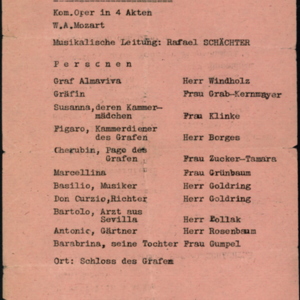 Kom.Oper in 4 Akten
W.A.Mozart
Musikalische Leitung: Rafael SCHÄCHTER
Personen
Graf Almaviva Herr Windholz
Gräfin Frau Grab-Kernmayer
Susanna,deren Kammer-
mädchen Frau Klinke
Figaro, Kammerdiener
des Grafen Herr Borges
Cherubin, Page des
Grafen Frau Zucker-Tamara
Marcellina Frau Grünbaum
Basilio, Musiker Herr Goldring
Don Curzio,Richter Herr Goldring
Bartolo, Arzt aus
Sevilla Herr Pollak
Antonio, Gärtner Herr Rosenbaum
Barabrina, seine Tochter Frau Gumpel
Ort: Schloss des Grafen